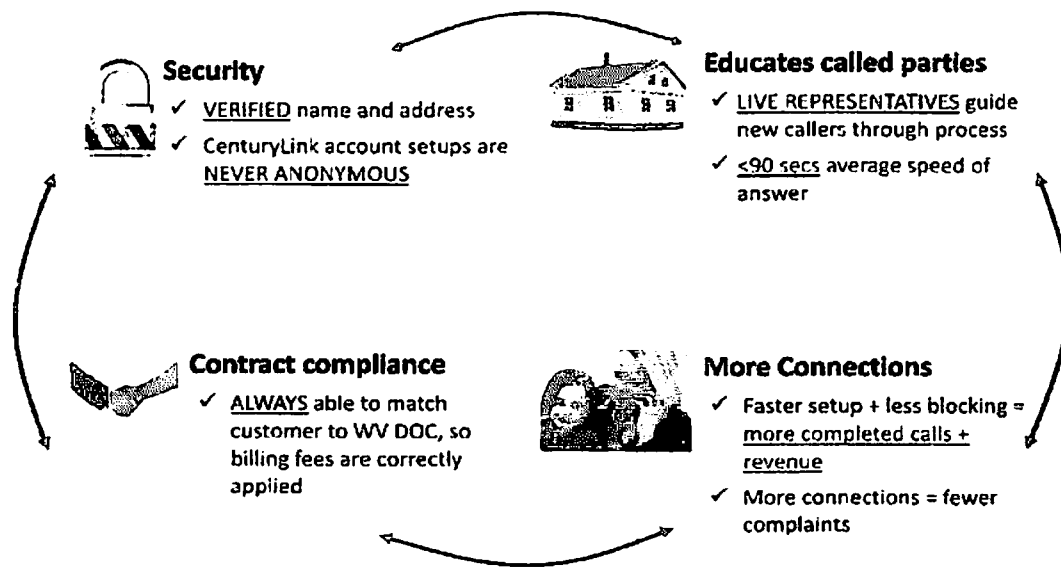 Security
✓ VERIFIED name and address
✓ CenturyLink account setups are
NEVER ANONYMOUS
Educates called parties
✓ LIVE REPRESENTATIVES guide
new callers through process
✓ <90 secs average speed of
answer
Contract compliance
✓ ALWAYS able to match
customer to WV DOC, so
billing fees are correctly
applied
More Connections
✓ Faster setup + less blocking =
more completed calls +
revenue
✓ More connections = fewer
complaints